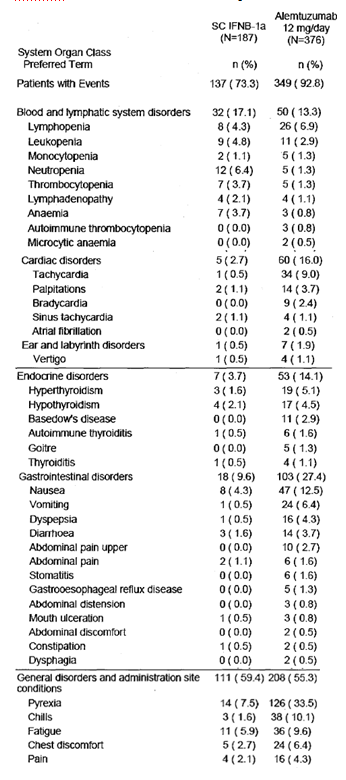 SC IFNB-1a Alemtuzumab 12 mg/day
(N=187) (N=376)
System Organ Class
Preferred Term n (%) n (%)
Patients with Events 137 (73.3) 349 (92.8)
Blood and lymphatic system disorders 32 (17.1) 50 (13.3)
Lymphopenia 8 (4.3) 26 (6.9)
Leukopenia 9 (4.8) 11 (2.9)
Monocytopenia 2 (1.1) 5 (1.3)
Neutropenia 12 (6.4) 5 (1.3)
Thrombocytopenia 7 (3.7) 5 (1.3)
Lymphadenopathy 4 (2.1) 4 (1.1)
Anaemia 7 (3.7) 3 (0.8)
Autoimmune thrombocytopenia 0 (0.0) 3 (0.8)
Microcytic anaemia 0 (0.0) 2 (0.5)
Cardiac disorders 5 (2.7) 60 (16.0)
Tachycardia 1 (0.5) 34 (9.0)
Palpitations 2 (1.1) 14 (3.7)
Bradycardia 0 (0.0) 9 (2.4)
Sinus tachycardia 2 (1.1) 4 (1.1)
Atrial fibrillation 0 (0.0) 2 (0.5)
Ear and labyrinth disorders 1 (0.5) 7 (1.9)
Vertigo 1 (0.5) 4 (1.1)
Endocrine disorders 7 (3.7) 53 (14.1)
Hyperthyroidism 3 (1.6) 19 (5.1)
Hypothyroidism 4 (2.1) 17 (4.5)
Basedow's disease 0 (0.0) 11 (2.9)
Autoimmune thyroiditis 1 (0.5) 6 (1.6)
Goitre 0 (0.0) 5 (1.3)
Thyroiditis 1 (0.5) 4 (1.1)
Gastrointestinal disorders 18 (9.6) 103 (27.4)
Nausea 8 (4.3) 47 (12.5)
Vomiting 1 (0.5) 24 (6.4)
Dyspepsia 1 (0.5) 16 (4.3)
Diarrhoea 3 (1.6) 14 (3.7)
Abdominal pain upper 0 (0.0) 10 (2.7)
Abdominal pain 2 (1.1) 6 (1.6)
Stomatitis 0 (0.0) 6 (1.6)
Gastrooesophageal reflux disease 0 (0.0) 5 (1.3)
Abdominal distension 0 (0.0) 3 (0.8)
Mouth ulceration 1 (0.5) 3 (0.8)
Abdominal discomfort 0 (0.0) 2 (0.5)
Constipation 1 (0.5) 2 (0.5)
Dysphagia 0 (0.0) 2 (0.5)
General disorders and administration site 111 (59.4) 208 (55.3)
conditions
Pyrexia 14 (7.5) 126 (33.5)
Chills 3 (1.6) 38 (10.1)
Fatigue 11 (5.9) 36 (9.6)
Chest discomfort 5 (2.7) 24 (6.4)
Pain 4 (2.1) 16 (4.3)